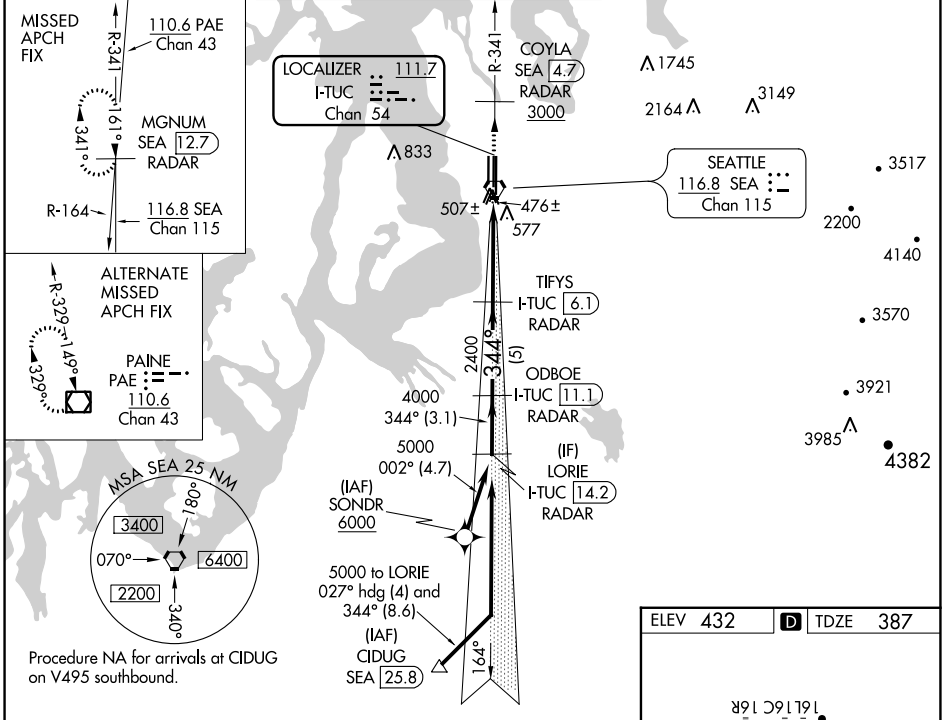 MISSED
APCH
FIX
110.6 PAE
Chan 43
R-341
161°
341°
MGNUM
SEA 12.7
RADAR
R-164
116.8 SEA
Chan 115
ALTERNATE
MISSED
APCH FIX
R-329
149°
329°
PAINE
PAE
110.6
Chan 43
LOCALIZER 111.7
I-TUC
Chan 54
R-341
COYLA
SEA 4.7
RADAR
3000
1745
2164
3149
833
SEATTLE
116.8 SEA
Chan 115
3517
507±
476±
577
2200
4140
TIFYS
I-TUC 6.1
RADAR
3570
2400
344°
(5)
ODBOE
I-TUC 11.1
RADAR
3921
4000
344° (3.1)
3985
4382
5000
002° (4.7)
(IF)
LORIE
I-TUC 14.2
RADAR
(IAF)
SONDR
6000
MSA SEA 25 NM
180°
3400
070°
6400
2200
340°
5000 to LORIE
027° hdg (4) and
344° (8.6)
(IAF)
CIDUG
SEA 25.8
164°
Procedure NA for arrivals at CIDUG
on V495 southbound.
ELEV 432 D TDZE 387
16L 16C 16R